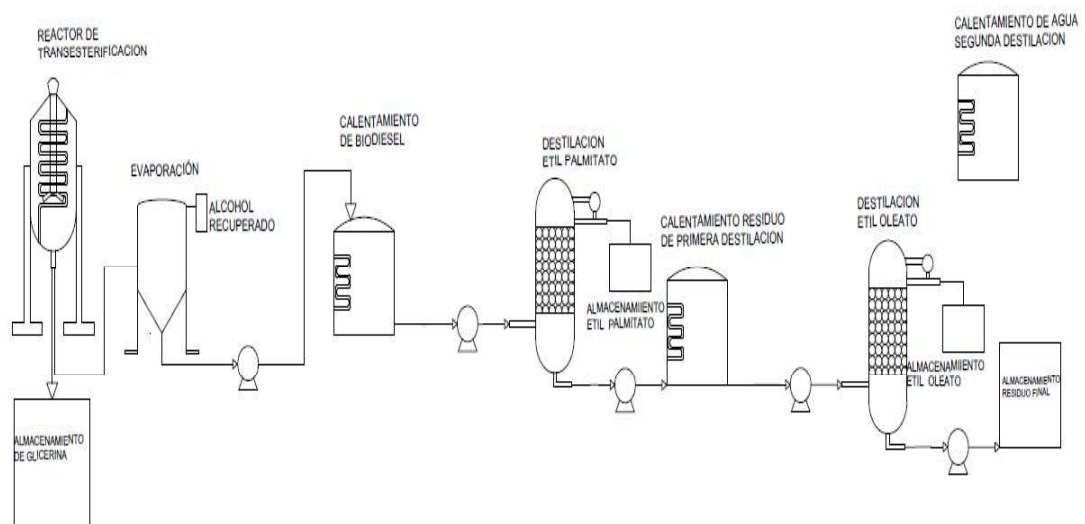 REACTOR DE
TRANSESTERIFICACION
EVAPORACIÓN
ALCOHOL
RECUPERADO
ALMACENAMIENTO
DE GLICERINA
CALENTAMIENTO
DE BIODIESEL
DESTILACION
ETIL PALMITATO
ALMACENAMIENTO
ETIL PALMITATO
CALENTAMIENTO RESIDUO
DE PRIMERA DESTILACION
CALENTAMIENTO DE AGUA
SEGUNDA DESTILACION
DESTILACION
ETIL OLEATO
ALMACENAMIENTO
ETIL OLEATO
ALMACENAMIENTO
RESIDUO FINAL